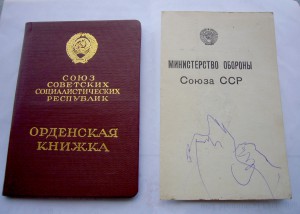 СОЮЗ
СОВЕТСКИХ
СОЦИАЛИСТИЧЕСКИХ
РЕСПУБЛИК
ОРДЕНСКАЯ
КНИЖКА
МИНИСТЕРСТВО ОБОРОНЫ
Союза ССР